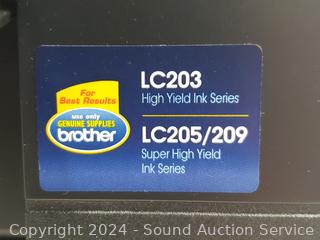 For
Best Results
use only
GENUINE SUPPLIES
brother
LC203
High Yield Ink Series
LC205/209
Super High Yield
Ink Series
Copyright 2024 - Sound Auction Service